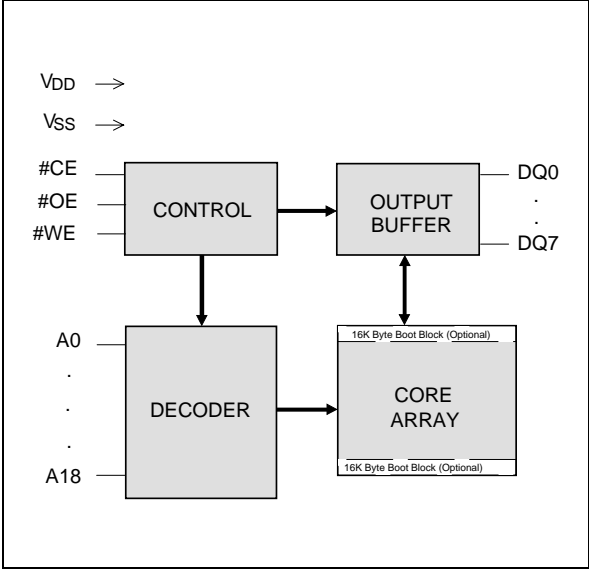 VDD
VSS
#CE
#OE
#WE
CONTROL
OUTPUT
BUFFER
DQ0
.
.
DQ7
A0
.
.
.
A18
DECODER
16K Byte Boot Block (Optional)
CORE
ARRAY
16K Byte Boot Block (Optional)